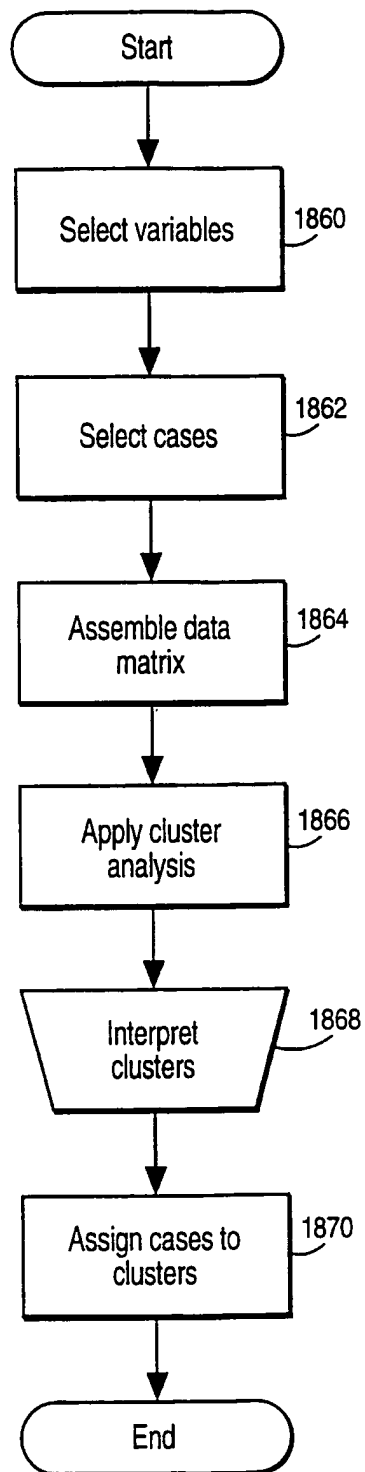 Start
Select variables
1860
Select cases
1862
Assemble data
matrix
1864
Apply cluster
analysis
1866
Interpret
clusters
1868
Assign cases to
clusters
1870
End